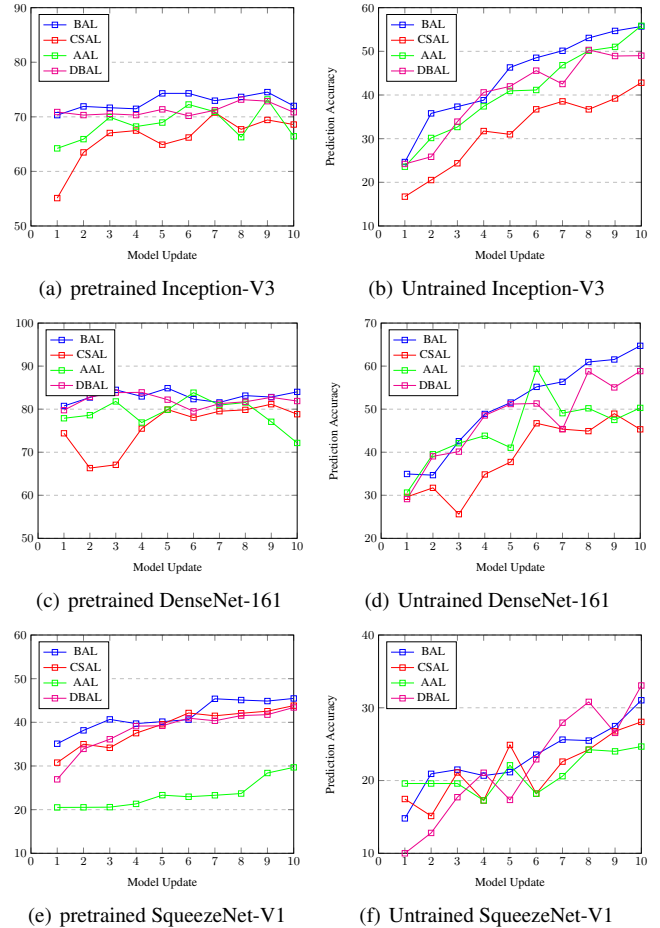 90
80
70
60
50
0 1 2 3 4 5 6 7 8 9 10
Model Update
BAL
CSAL
AAL
DBAL
(a) pretrained Inception-V3
60
50
40
30
20
10
0 1 2 3 4 5 6 7 8 9 10
Model Update
Prediction Accuracy
BAL
CSAL
AAL
DBAL
(b) Untrained Inception-V3
100
90
80
70
60
50
0 1 2 3 4 5 6 7 8 9 10
Model Update
BAL
CSAL
AAL
DBAL
(c) pretrained DenseNet-161
70
60
50
40
30
20
0 1 2 3 4 5 6 7 8 9 10
Model Update
Prediction Accuracy
BAL
CSAL
AAL
DBAL
(d) Untrained DenseNet-161
60
50
40
30
20
10
0 1 2 3 4 5 6 7 8 9 10
Model Update
BAL
CSAL
AAL
DBAL
(e) pretrained SqueezeNet-V1
40
30
20
10
0 1 2 3 4 5 6 7 8 9 10
Model Update
Prediction Accuracy
BAL
CSAL
AAL
DBAL
(f) Untrained SqueezeNet-V1